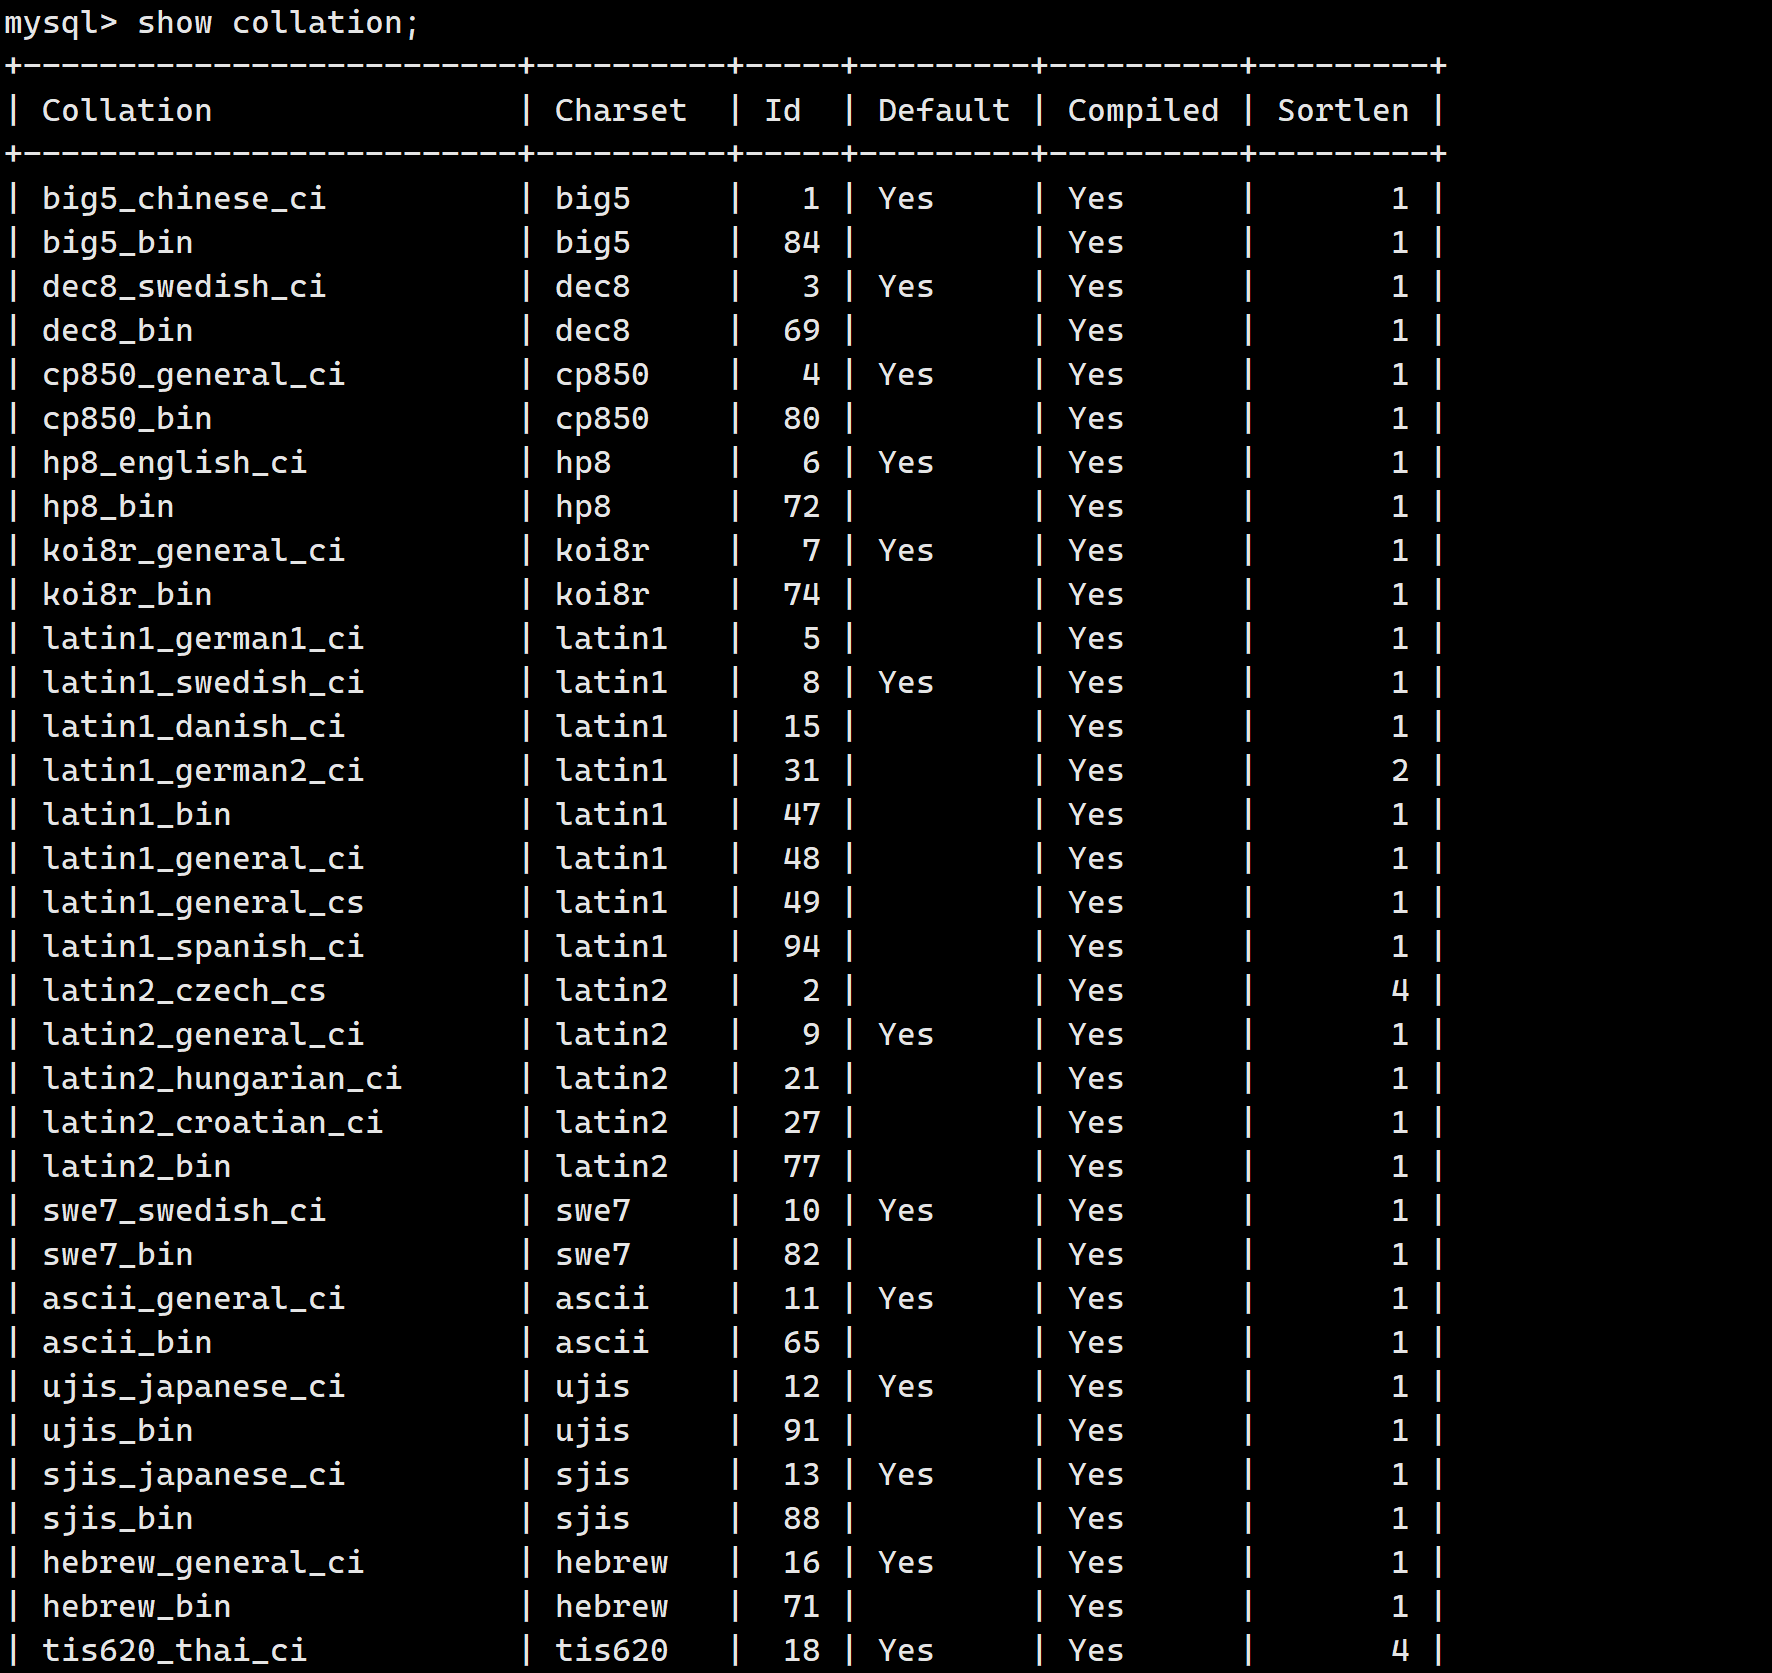 mysql> show collation;
+--------------------------+----------+-----+---------+----------+---------+
| Collation                | Charset  | Id  | Default | Compiled | Sortlen |
+--------------------------+----------+-----+---------+----------+---------+
| big5_chinese_ci          | big5     |   1 | Yes     | Yes      |       1 |
| big5_bin                 | big5     |  84 |         | Yes      |       1 |
| dec8_swedish_ci          | dec8     |   3 | Yes     | Yes      |       1 |
| dec8_bin                 | dec8     |  69 |         | Yes      |       1 |
| cp850_general_ci         | cp850    |   4 | Yes     | Yes      |       1 |
| cp850_bin                | cp850    |  80 |         | Yes      |       1 |
| hp8_english_ci           | hp8      |   6 | Yes     | Yes      |       1 |
| hp8_bin                  | hp8      |  72 |         | Yes      |       1 |
| koi8r_general_ci         | koi8r    |   7 | Yes     | Yes      |       1 |
| koi8r_bin                | koi8r    |  74 |         | Yes      |       1 |
| latin1_german1_ci        | latin1   |   5 |         | Yes      |       1 |
| latin1_swedish_ci        | latin1   |   8 | Yes     | Yes      |       1 |
| latin1_danish_ci         | latin1   |  15 |         | Yes      |       1 |
| latin1_german2_ci        | latin1   |  31 |         | Yes      |       2 |
| latin1_bin               | latin1   |  47 |         | Yes      |       1 |
| latin1_general_ci        | latin1   |  48 |         | Yes      |       1 |
| latin1_general_cs        | latin1   |  49 |         | Yes      |       1 |
| latin1_spanish_ci        | latin1   |  94 |         | Yes      |       1 |
| latin2_czech_cs          | latin2   |   2 |         | Yes      |       4 |
| latin2_general_ci        | latin2   |   9 | Yes     | Yes      |       1 |
| latin2_hungarian_ci      | latin2   |  21 |         | Yes      |       1 |
| latin2_croatian_ci       | latin2   |  27 |         | Yes      |       1 |
| latin2_bin               | latin2   |  77 |         | Yes      |       1 |
| swe7_swedish_ci          | swe7     |  10 | Yes     | Yes      |       1 |
| swe7_bin                 | swe7     |  82 |         | Yes      |       1 |
| ascii_general_ci         | ascii    |  11 | Yes     | Yes      |       1 |
| ascii_bin                | ascii    |  65 |         | Yes      |       1 |
| ujis_japanese_ci         | ujis     |  12 | Yes     | Yes      |       1 |
| ujis_bin                 | ujis     |  91 |         | Yes      |       1 |
| sjis_japanese_ci         | sjis     |  13 | Yes     | Yes      |       1 |
| sjis_bin                 | sjis     |  88 |         | Yes      |       1 |
| hebrew_general_ci        | hebrew   |  16 | Yes     | Yes      |       1 |
| hebrew_bin               | hebrew   |  71 |         | Yes      |       1 |
| tis620_thai_ci           | tis620   |  18 | Yes     | Yes      |       4 |